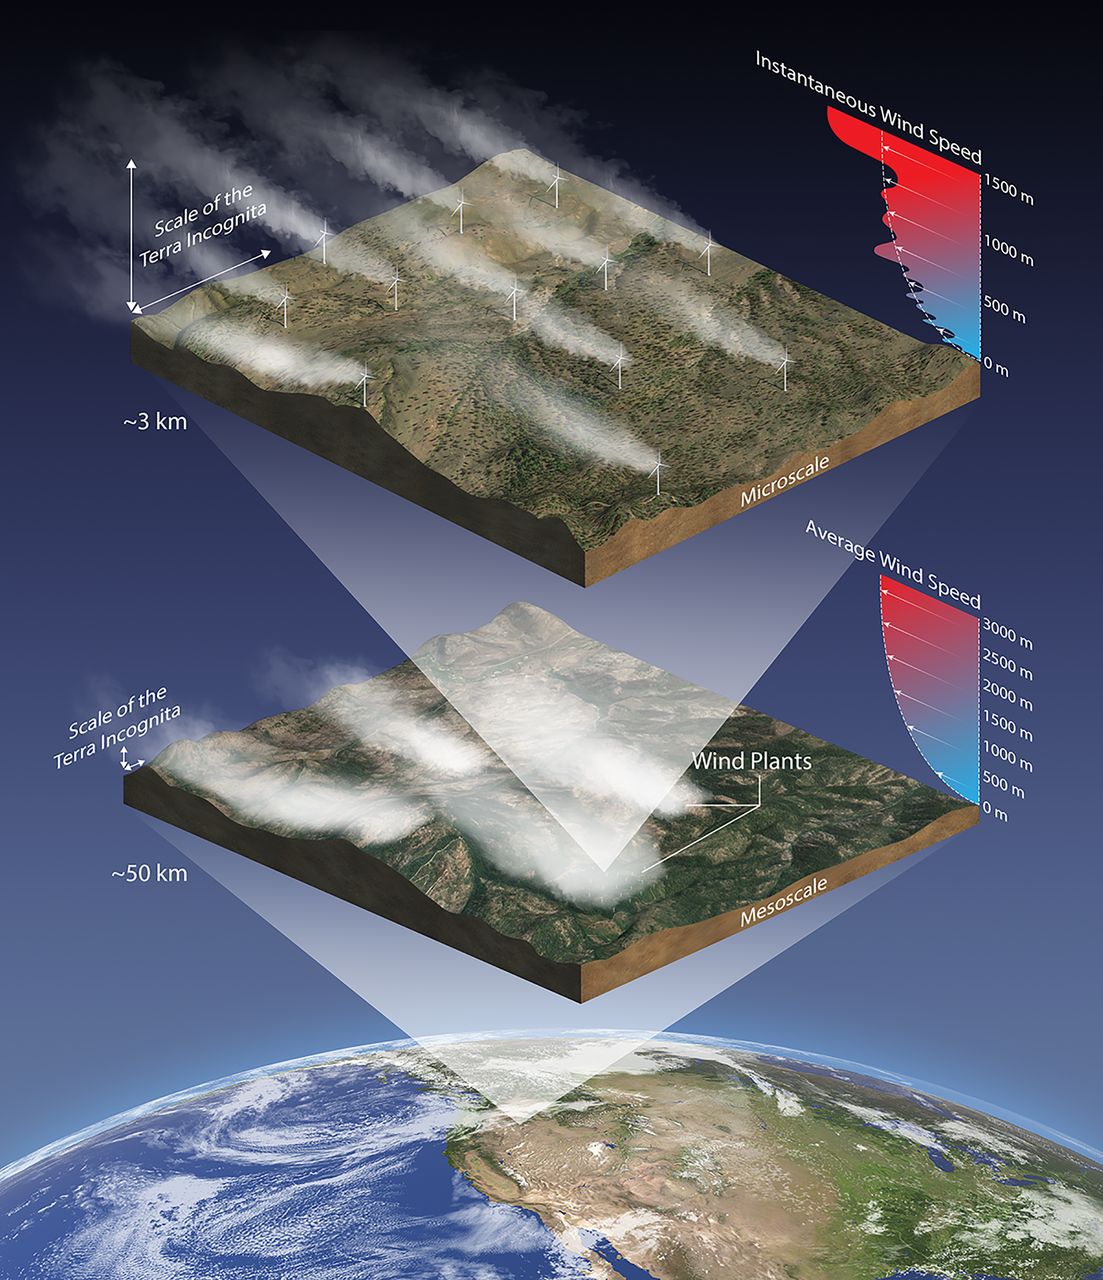 Instantaneous Wind Speed
1500 m
1000 m
500 m
0 m
Scale of the
Terra Incognita
~3 km
Microscale
Average Wind Speed
3000 m
2500 m
2000 m
1500 m
1000 m
500 m
0 m
Scale of the
Terra Incognita
Wind Plants
~50 km
Mesoscale